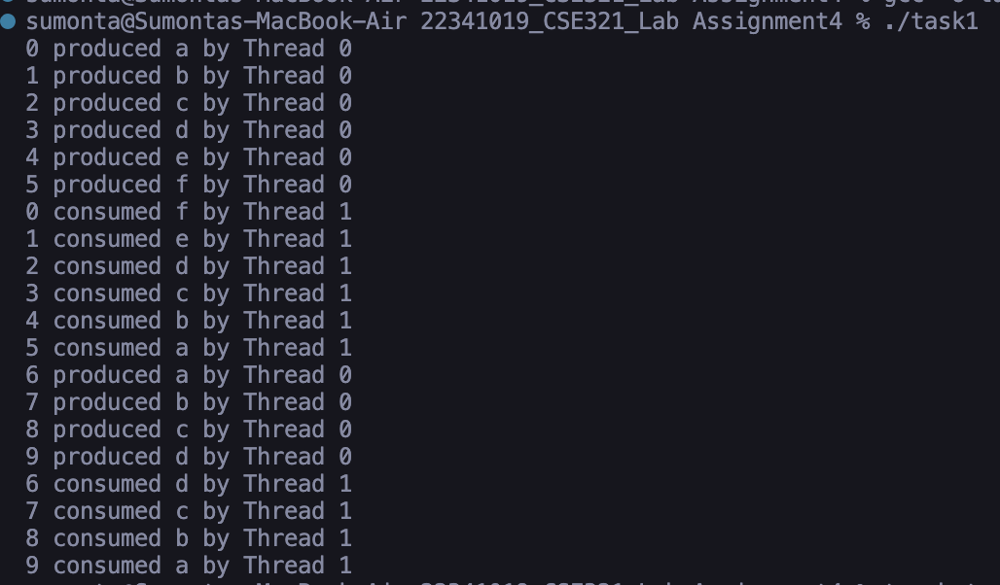 sumonta@Sumontas-MacBook-Air 22341019_CSE321_Lab Assignment4 % ./task1
0 produced a by Thread 0
1 produced b by Thread 0
2 produced c by Thread 0
3 produced d by Thread 0
4 produced e by Thread 0
5 produced f by Thread 0
0 consumed f by Thread 1
1 consumed e by Thread 1
2 consumed d by Thread 1
3 consumed c by Thread 1
4 consumed b by Thread 1
5 consumed a by Thread 1
6 produced a by Thread 0
7 produced b by Thread 0
8 produced c by Thread 0
9 produced d by Thread 0
6 consumed d by Thread 1
7 consumed c by Thread 1
8 consumed b by Thread 1
9 consumed a by Thread 1